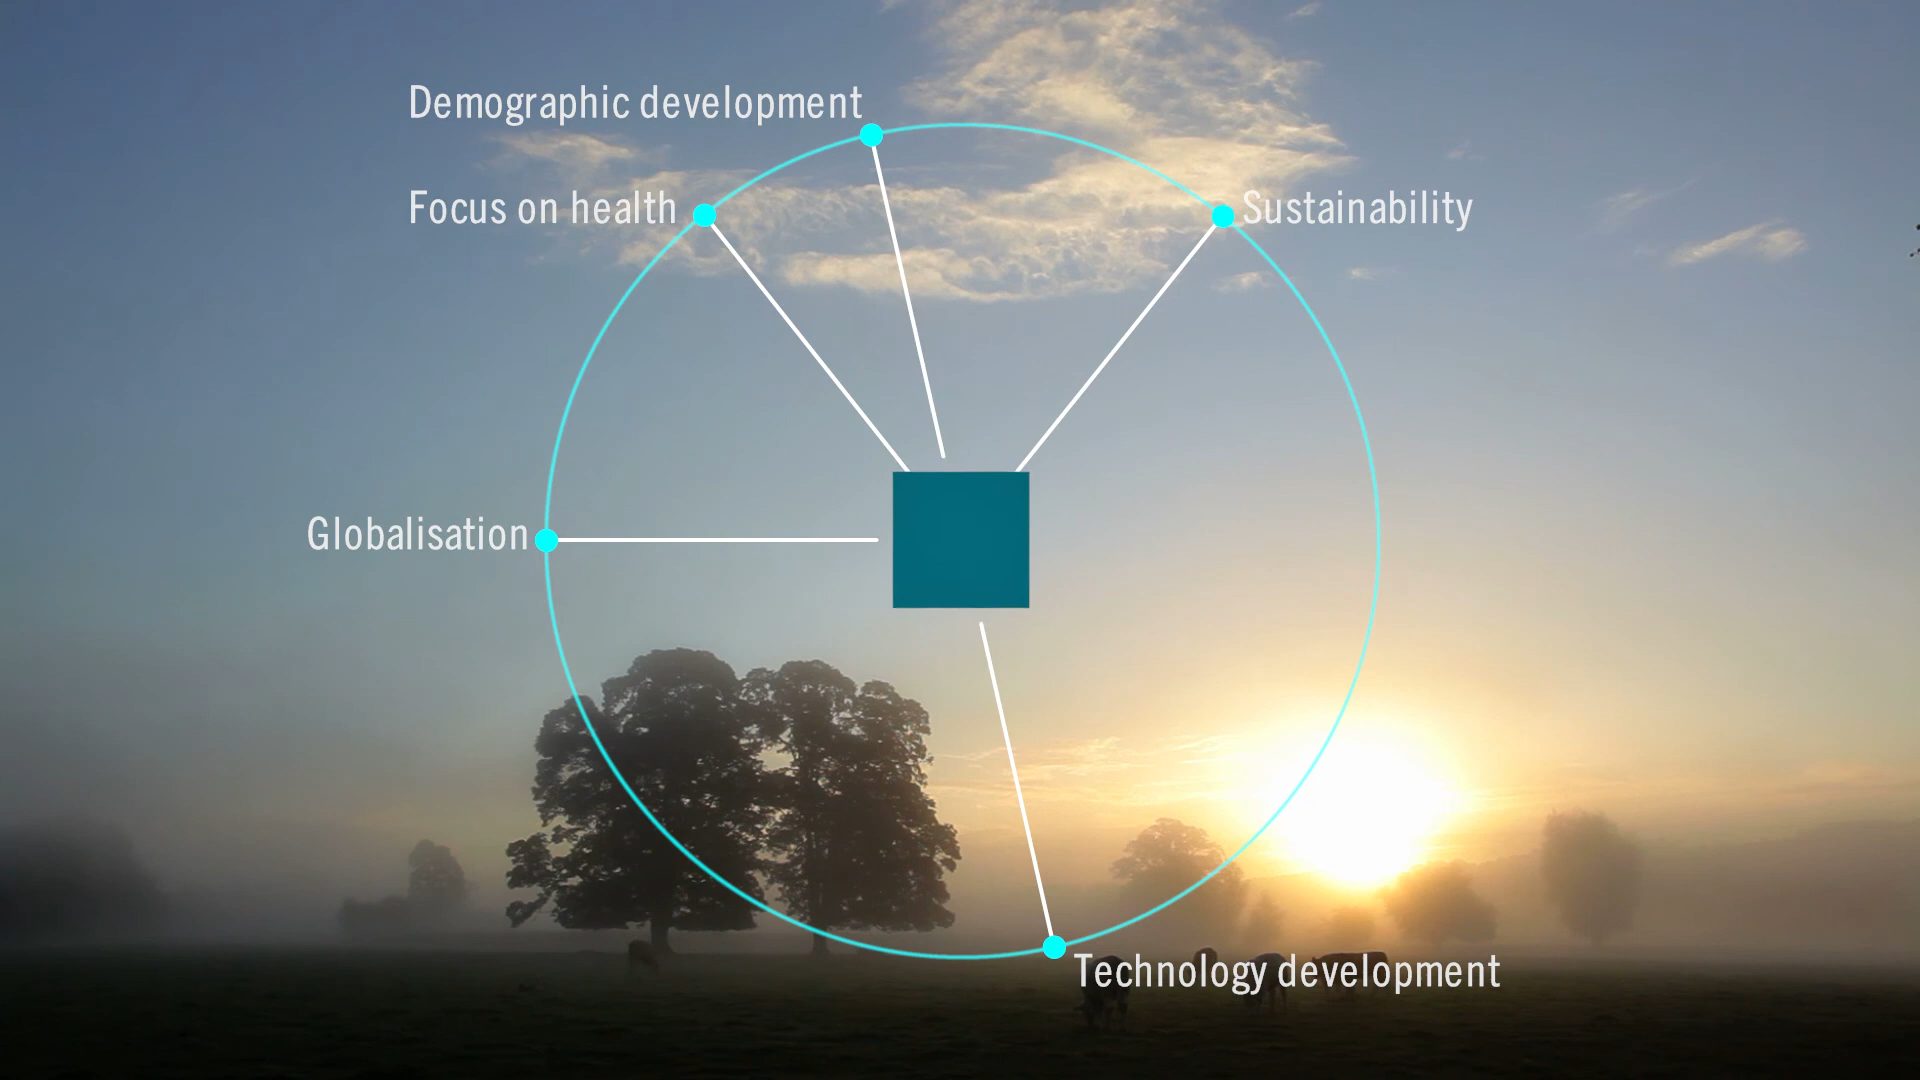 Demographic development
Focus on health
Sustainability
Globalisation
Technology development